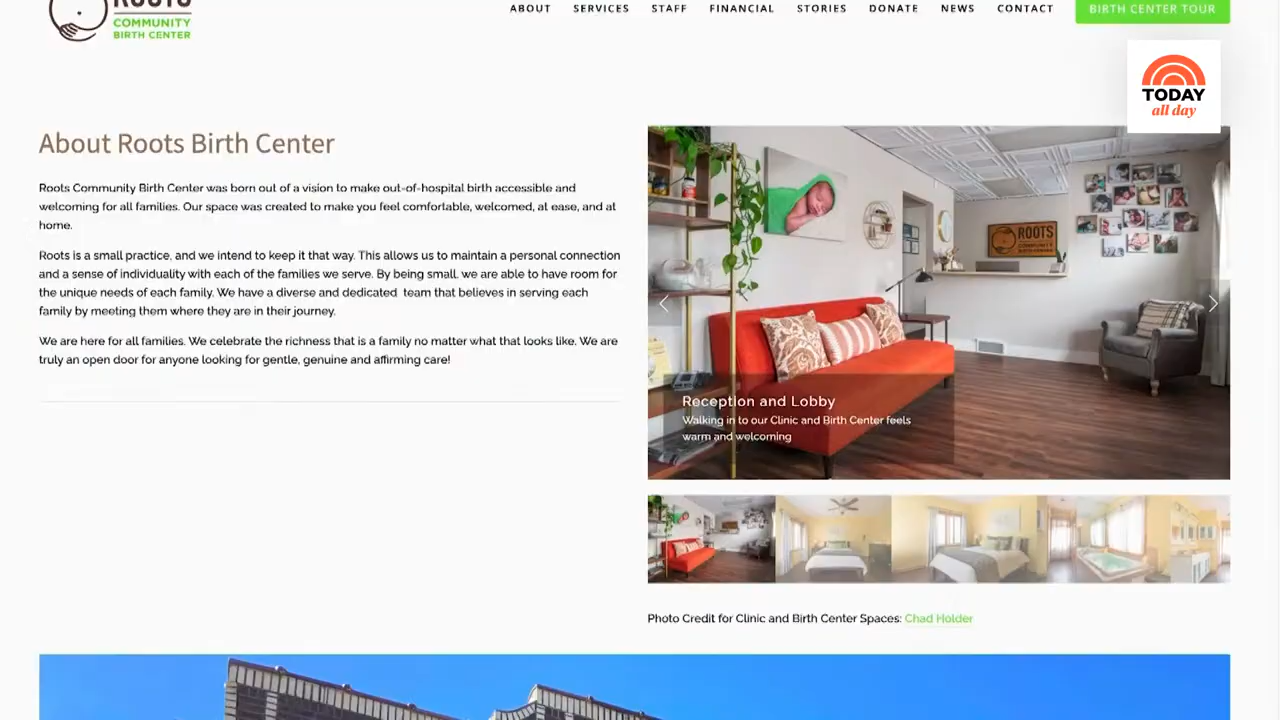 ROOTS
COMMUNITY
BIRTH CENTER
ABOUT SERVICES STAFF FINANCIAL STORIES DONATE NEWS CONTACT BIRTH CENTER TOUR
TODAY
all day
About Roots Birth Center
Roots Community Birth Center was born out of a vision to make out-of-hospital birth accessible and
welcoming for all families. Our space was created to make you feel comfortable, welcomed, at ease, and at
home.
Roots is a small practice, and we intend to keep it that way. This allows us to maintain a personal connection
and a sense of individuality with each of the families we serve. By being small, we are able to have room for
the unique needs of each family. We have a diverse and dedicated team that believes in serving each
family by meeting them where they are in their journey.
We are here for all families. We celebrate the richness that is a family no matter what that looks like. We are
truly an open door for anyone looking for gentle, genuine and affirming care!
ROOTS
COMMUNITY
BIRTH CENTER
Reception and Lobby
Walking in to our Clinic and Birth Center feels
warm and welcoming
Photo Credit for Clinic and Birth Center Spaces: Chad Holder